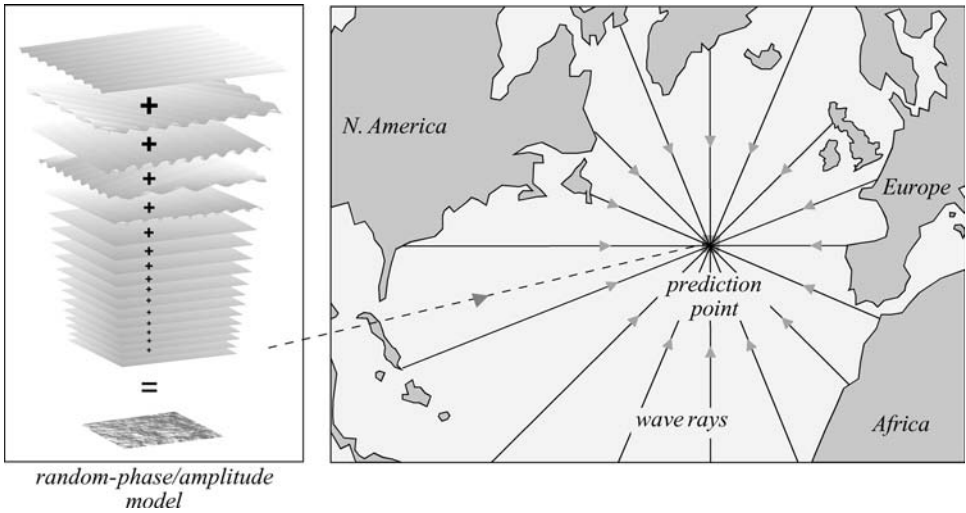 +
+
+
+
+
+
+
+
+
+
+
+
+
=
random-phase/amplitude
model
N. America
Europe
prediction
point
wave rays
Africa